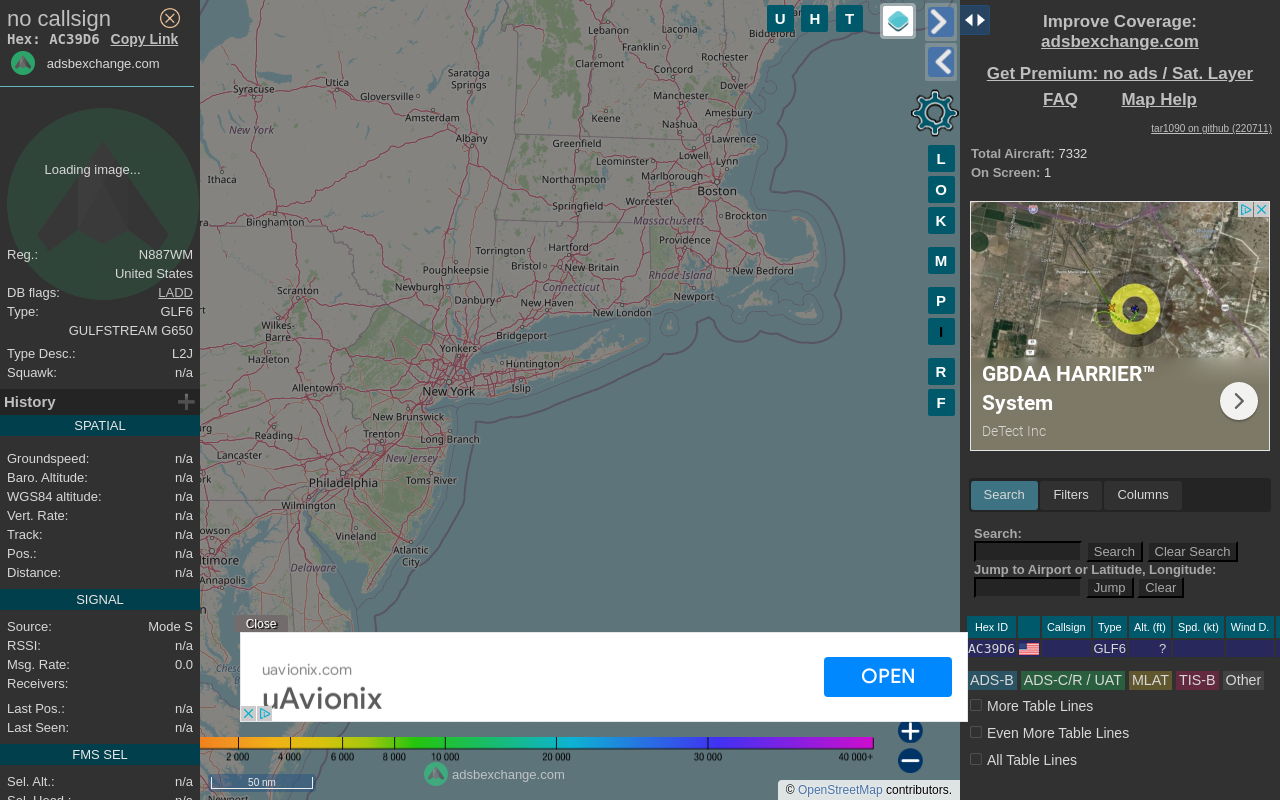 no callsign
Hex: AC39D6 Copy Link
adsbexchange.com
Loading image...
Reg.: N887WM
United States
DB flags: LADD
Type: GLF6
GULFSTREAM G650
Type Desc.: L2J
Squawk: n/a
History
SPATIAL
Groundspeed: n/a
Baro. Altitude: n/a
WGS84 altitude: n/a
Vert. Rate: n/a
Track: n/a
Pos.: n/a
Distance: n/a
SIGNAL
Source: Mode S
RSSI: n/a
Msg. Rate: 0.0
Receivers:
Last Pos.: n/a
Last Seen: n/a
FMS SEL
Sel. Alt.: n/a
Sel. Head.: n/a
U H T
Lebanon
Laconia
Franklin
Biddeford
Claremont
Rochester
Concord
Dover
Saratoga
Springs
Utica
Syracuse
Gloversville
Manchester
Amesbury
Amsterdam
Keene
Nashua
New York
Albany
Lawrence
Greenfield
Lowell
Leominster
Lynn
Ithaca
Northampton
Marlborough
Boston
Worcester
Springfield
Binghamton
Massachusetts
Brockton
Providence
Hartford
Torrington
Bristol
New Britain
Poughkeepsie
New Bedford
Rhode Island
Newburgh
Connecticut
Newport
Danbury
New Haven
New London
Wilkes-
Barre
Bridgeport
Yonkers
Hazleton
Huntington
Allentown
New York
Islip
New Brunswick
Reading
Trenton
Long Branch
Lancaster
New Jersey
Toms River
Philadelphia
Wilmington
Vineland
Atlantic
City
Annapolis
Delaware
L
O
K
M
P
I
R
F
Close
uavionix.com
uAvionix
OPEN
2 000 4 000 6 000 8 000 10 000 20 000 30 000 40 000+
adsbexchange.com
50 nm
© OpenStreetMap contributors.
Improve Coverage:
adsbexchange.com
Get Premium: no ads / Sat. Layer
FAQ Map Help
tar1090 on github (220711)
Total Aircraft: 7332
On Screen: 1
GBDAA HARRIER™
System
DeTect Inc
Search Filters Columns
Search:
Search Clear Search
Jump to Airport or Latitude, Longitude:
Jump Clear
Hex ID Callsign Type Alt. (ft) Spd. (kt) Wind D.
AC39D6 GLF6 ?
ADS-B ADS-C/R / UAT MLAT TIS-B Other
More Table Lines
Even More Table Lines
All Table Lines